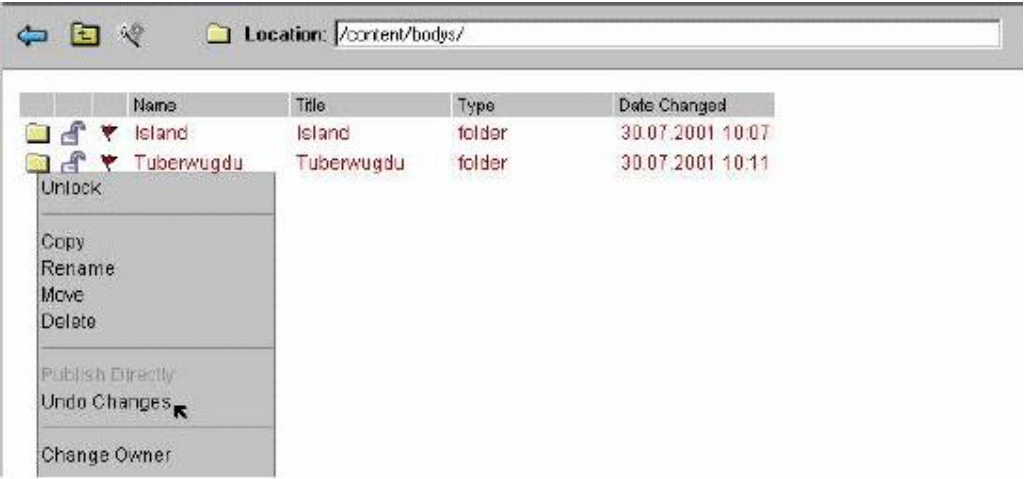 Location: /content/bodys/
Name Title Type Date Changed
Island Island folder 30.07.2001 10:07
Tuberwugdu Tuberwugdu folder 30.07.2001 10:11
Unlock
Copy
Rename
Move
Delete
Publish Directly
Undo Changes
Change Owner